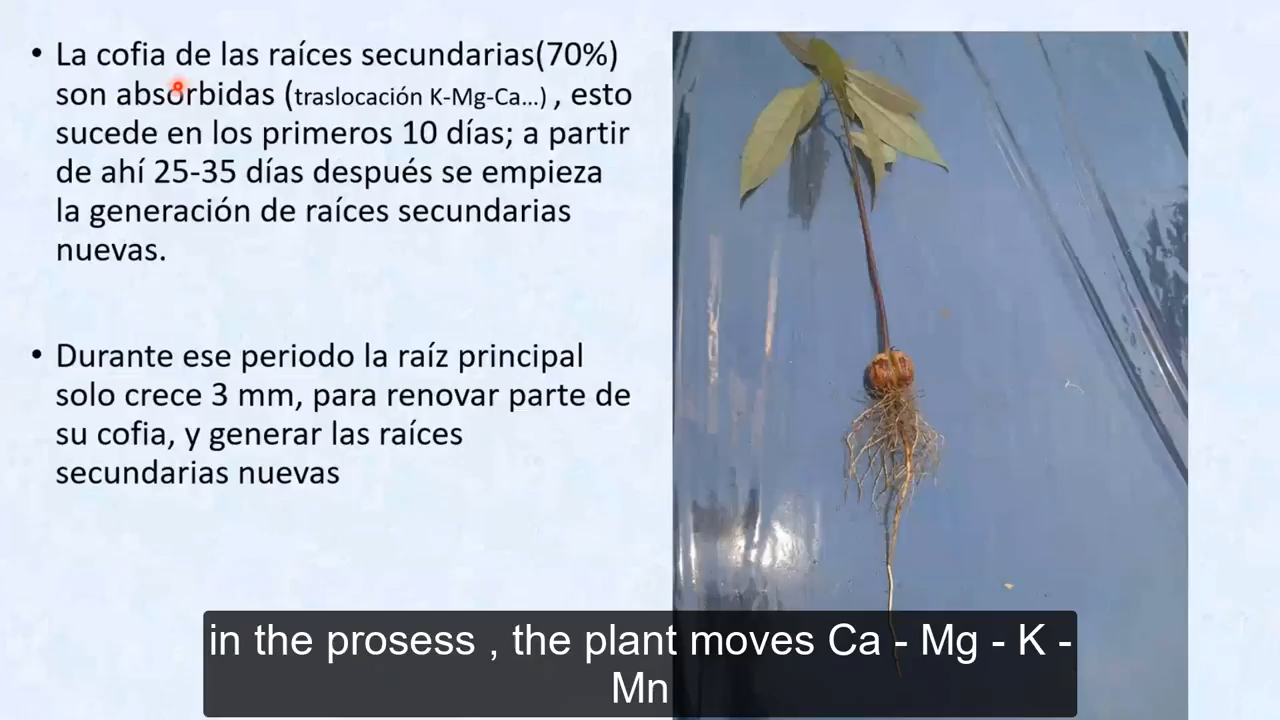 • La cofia de las raíces secundarias(70%)
son absorbidas (traslocación K-Mg-Ca…) , esto
sucede en los primeros 10 días; a partir
de ahí 25-35 días después se empieza
la generación de raíces secundarias
nuevas.
• Durante ese periodo la raíz principal
solo crece 3 mm, para renovar parte de
su cofia, y generar las raíces
secundarias nuevas
in the prosess , the plant moves Ca - Mg - K -
Mn